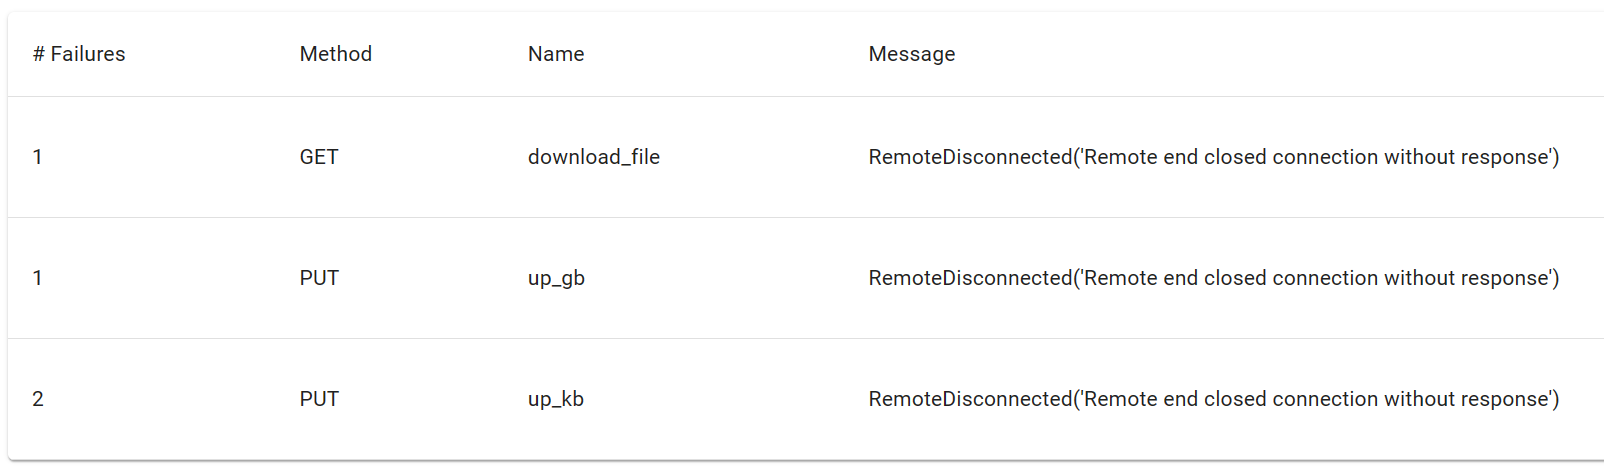 # Failures Method Name Message
1 GET download_file RemoteDisconnected('Remote end closed connection without response')
1 PUT up_gb RemoteDisconnected('Remote end closed connection without response')
2 PUT up_kb RemoteDisconnected('Remote end closed connection without response')